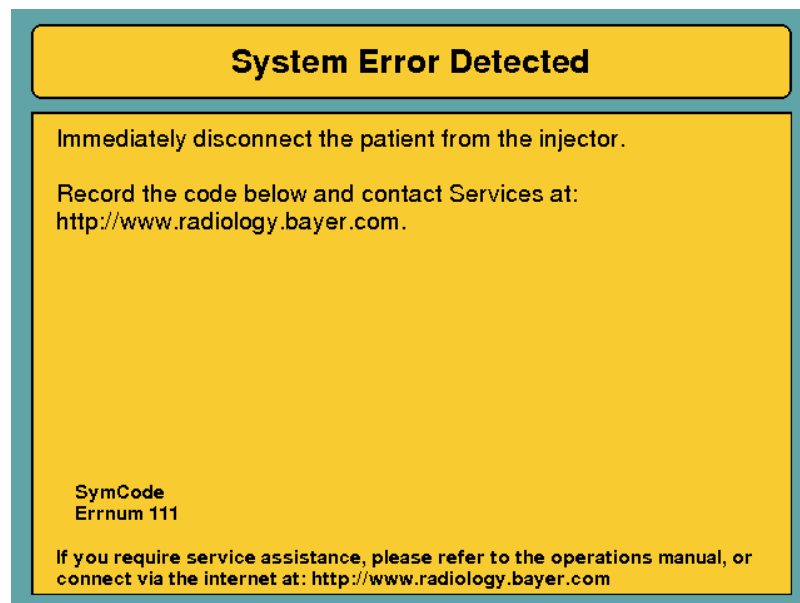 System Error Detected
Immediately disconnect the patient from the injector.
Record the code below and contact Services at:
http://www.radiology.bayer.com.
SymCode
Errnum 111
If you require service assistance, please refer to the operations manual, or
connect via the internet at: http://www.radiology.bayer.com